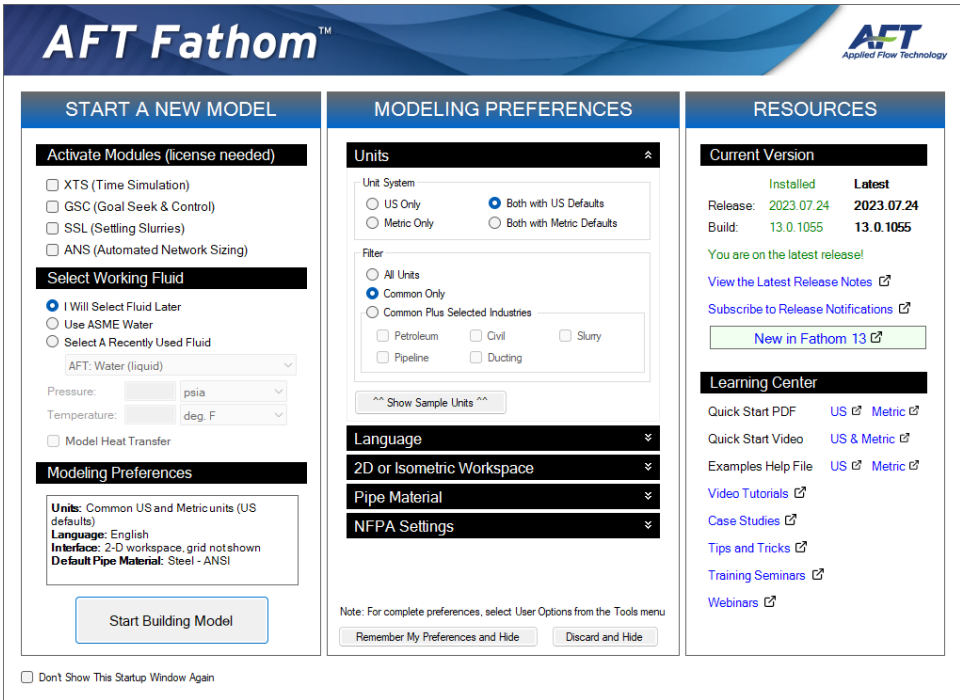 AFT Fathom™
AFT
Applied Flow Technology
START A NEW MODEL
Activate Modules (license needed)
XTS (Time Simulation)
GSC (Goal Seek & Control)
SSL (Settling Slurries)
ANS (Automated Network Sizing)
Select Working Fluid
I Will Select Fluid Later
Use ASME Water
Select A Recently Used Fluid
AFT: Water (liquid)
Pressure: psia
Temperature: deg. F
Model Heat Transfer
Modeling Preferences
Units: Common US and Metric units (US
defaults)
Language: English
Interface: 2-D workspace, grid not shown
Default Pipe Material: Steel - ANSI
Start Building Model
MODELING PREFERENCES
Units
Unit System
US Only Both with US Defaults
Metric Only Both with Metric Defaults
Filter
All Units
Common Only
Common Plus Selected Industries
Petroleum Civil Slurry
Pipeline Ducting
^^ Show Sample Units ^^
Language
2D or Isometric Workspace
Pipe Material
NFPA Settings
Note: For complete preferences, select User Options from the Tools menu
Remember My Preferences and Hide Discard and Hide
RESOURCES
Current Version
Installed Latest
Release: 2023.07.24 2023.07.24
Build: 13.0.1055 13.0.1055
You are on the latest release!
View the Latest Release Notes
Subscribe to Release Notifications
New in Fathom 13
Learning Center
Quick Start PDF US Metric
Quick Start Video US & Metric
Examples Help File US Metric
Video Tutorials
Case Studies
Tips and Tricks
Training Seminars
Webinars
Don't Show This Startup Window Again